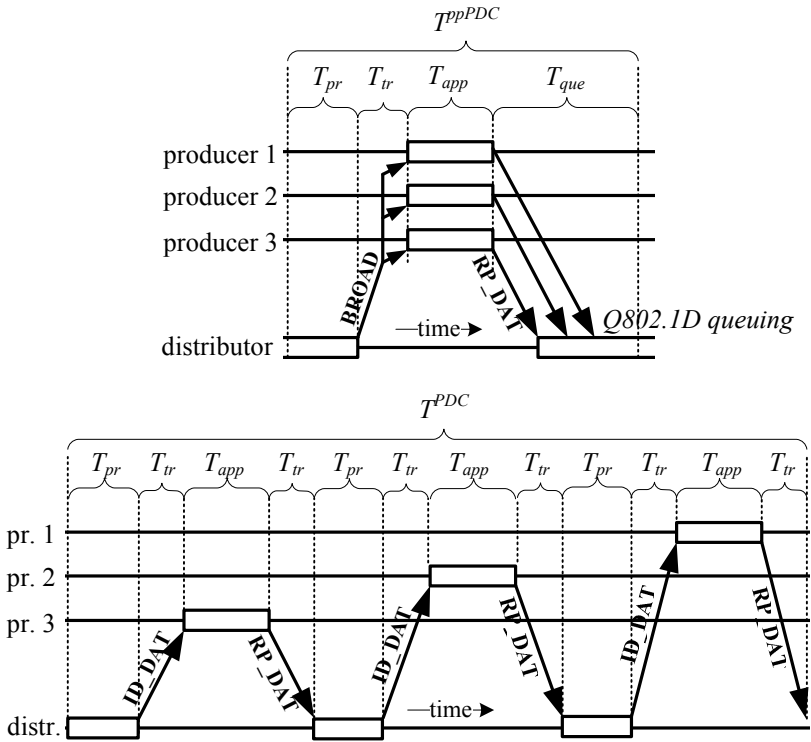 T^ppPDC
T_pr T_tr T_app T_que
producer 1
producer 2
producer 3
BROAD
RP_DAT
Q802.1D queuing
time
distributor
T^PDC
T_pr T_tr T_app T_tr T_pr T_tr T_app T_tr T_pr T_tr T_app T_tr
pr. 1
pr. 2
pr. 3
ID_DAT RP_DAT ID_DAT RP_DAT ID_DAT RP_DAT
distr.
time